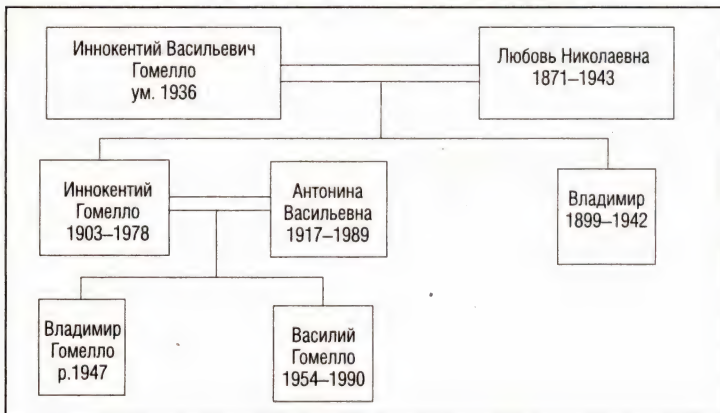 Иннокентий Васильевич
Гомелло
ум. 1936
Любовь Николаевна
1871–1943
Иннокентий
Гомелло
1903–1978
Антонина
Васильевна
1917–1989
Владимир
1899–1942
Владимир
Гомелло
р.1947
Василий
Гомелло
1954–1990